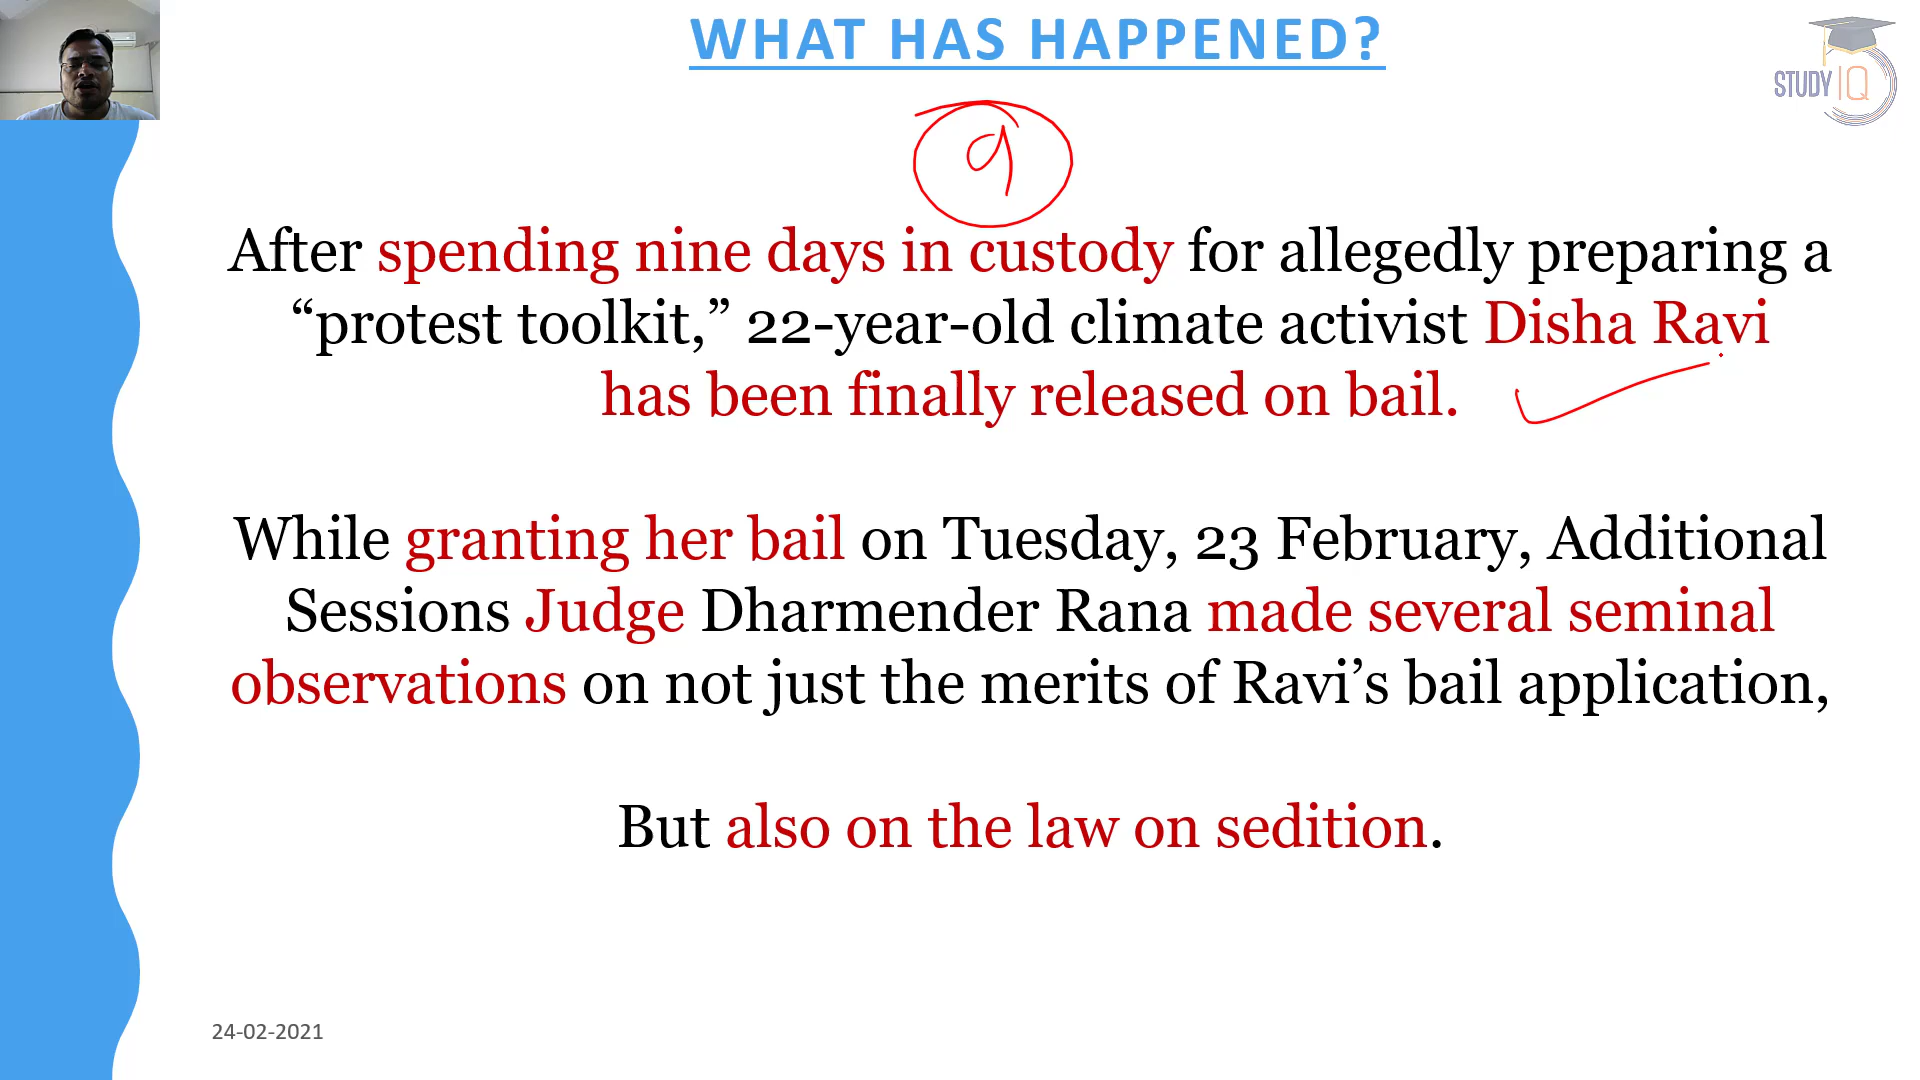 WHAT HAS HAPPENED?
STUDY IQ
9
After spending nine days in custody for allegedly preparing a
“protest toolkit,” 22-year-old climate activist Disha Ravi
has been finally released on bail.
While granting her bail on Tuesday, 23 February, Additional
Sessions Judge Dharmender Rana made several seminal
observations on not just the merits of Ravi’s bail application,
But also on the law on sedition.
24-02-2021